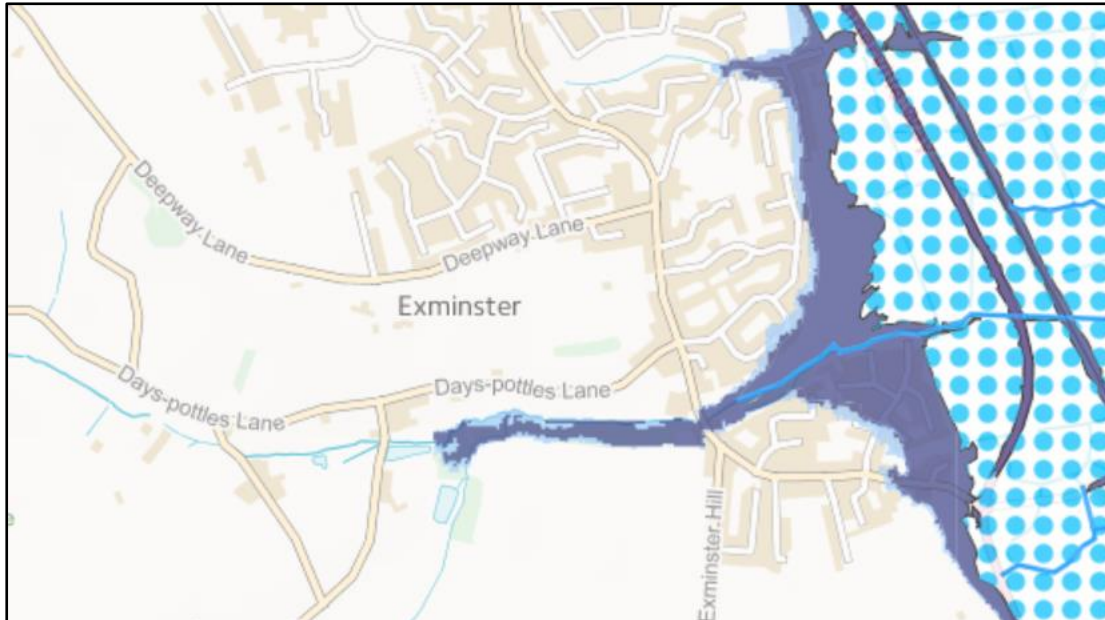 Deepway Lane
Deepway Lane
Exminster
Days-pottles Lane
Days-pottles Lane
Exminster Hill